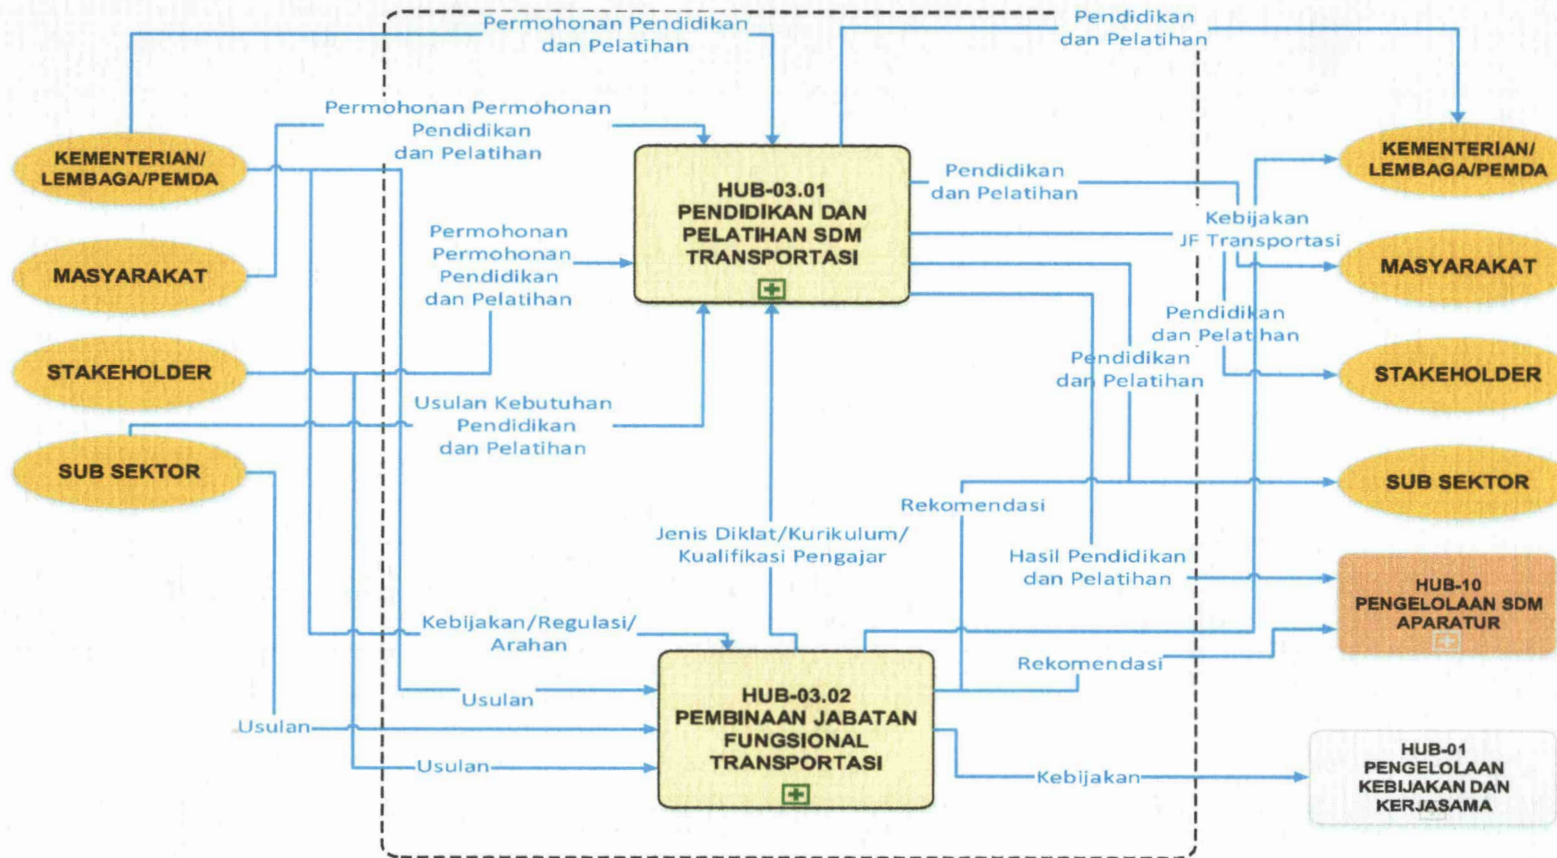 Permohonan Pendidikan
dan Pelatihan
Pendidikan
dan Pelatihan
Permohonan Permohonan
Pendidikan
dan Pelatihan
KEMENTERIAN/
LEMBAGA/PEMDA
MASYARAKAT
STAKEHOLDER
SUB SEKTOR
Permohonan
Permohonan
Pendidikan
dan Pelatihan
Usulan Kebutuhan
Pendidikan
dan Pelatihan
HUB-03.01
PENDIDIKAN DAN
PELATIHAN SDM
TRANSPORTASI
Pendidikan
dan Pelatihan
Kebijakan
JF Transportasi
Pendidikan
dan Pelatihan
Pendidikan
dan Pelatihan
KEMENTERIAN/
LEMBAGA/PEMDA
MASYARAKAT
STAKEHOLDER
SUB SEKTOR
Jenis Diklat/Kurikulum/
Kualifikasi Pengajar
Rekomendasi
Hasil Pendidikan
dan Pelatihan
HUB-10
PENGELOLAAN SDM
APARATUR
Kebijakan/Regulasi/
Arahan
Usulan
Usulan
Usulan
HUB-03.02
PEMBINAAN JABATAN
FUNGSIONAL
TRANSPORTASI
Rekomendasi
Kebijakan
HUB-01
PENGELOLAAN
KEBIJAKAN DAN
KERJASAMA